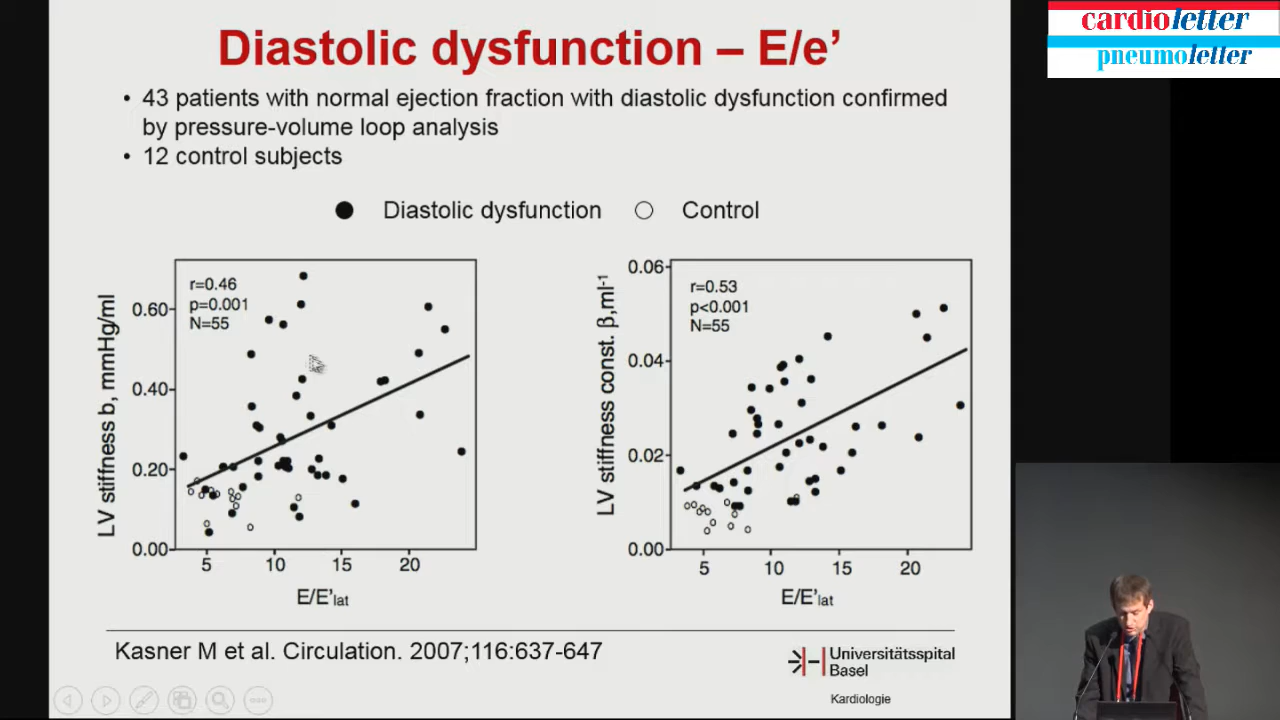 cardioletter
pneumoletter
Diastolic dysfunction – E/e’
• 43 patients with normal ejection fraction with diastolic dysfunction confirmed
by pressure-volume loop analysis
• 12 control subjects
Diastolic dysfunction
Control
LV stiffness b, mmHg/ml
r=0.46
p=0.001
N=55
0.60
0.40
0.20
0.00
5 10 15 20
E/E’lat
LV stiffness const. β,ml-1
r=0.53
p<0.001
N=55
0.06
0.04
0.02
0.00
5 10 15 20
E/E’lat
Kasner M et al. Circulation. 2007;116:637-647
Universitätsspital
Basel
Kardiologie